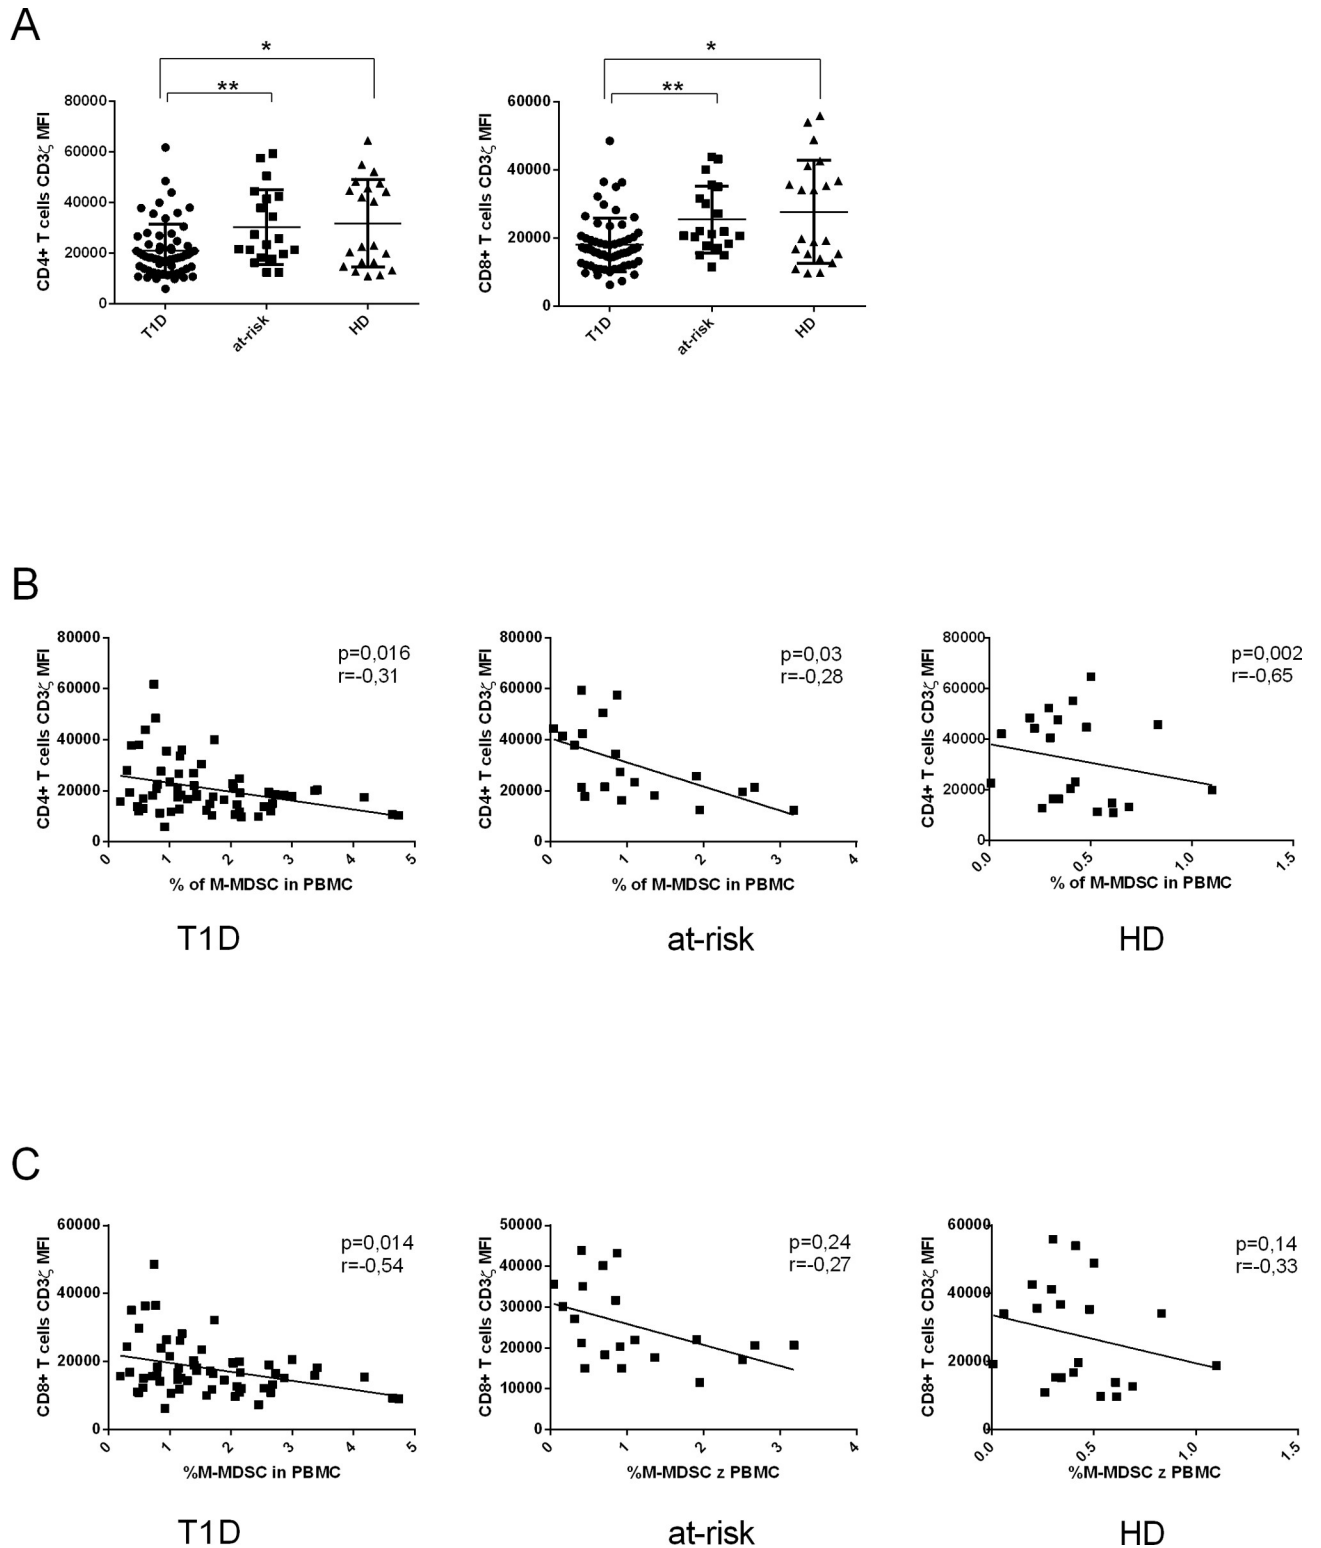 A
*
**
CD4+ T cells CD3ζ MFI
80000
60000
40000
20000
0
T1D
at-risk
HD
*
**
CD8+ T cells CD3ζ MFI
60000
40000
20000
0
T1D
at-risk
HD
B
CD4+ T cells CD3ζ MFI
80000
60000
40000
20000
0
p=0,016
r=-0,31
0 1 2 3 4 5
% of M-MDSC in PBMC
T1D
CD4+ T cells CD3ζ MFI
80000
60000
40000
20000
0
p=0,03
r=-0,28
0 1 2 3 4
% of M-MDSC in PBMC
at-risk
CD4+ T cells CD3ζ MFI
80000
60000
40000
20000
0
p=0,002
r=-0,65
0.0 0.5 1.0 1.5
% of M-MDSC in PBMC
HD
C
CD8+ T cells CD3ζ MFI
60000
40000
20000
0
p=0,014
r=-0,54
0 1 2 3 4 5
%M-MDSC in PBMC
T1D
CD8+ T cells CD3ζ MFI
50000
40000
30000
20000
10000
0
p=0,24
r=-0,27
0 1 2 3 4
%M-MDSC z PBMC
at-risk
CD8+ T cells CD3ζ MFI
60000
40000
20000
0
p=0,14
r=-0,33
0.0 0.5 1.0 1.5
%M-MDSC z PBMC
HD